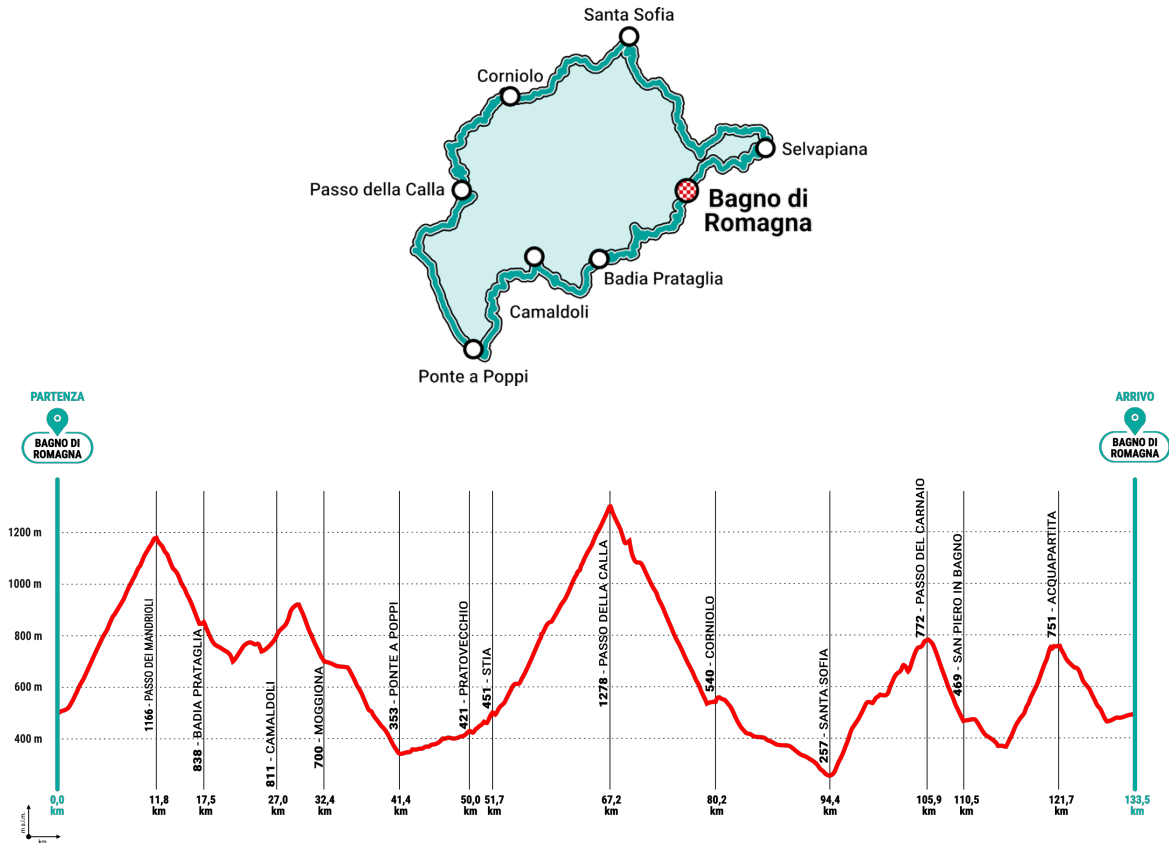 Santa Sofia
Corniolo
Selvapiana
Passo della Calla
Bagno di
Romagna
Badia Prataglia
Camaldoli
Ponte a Poppi
PARTENZA
ARRIVO
BAGNO DI
ROMAGNA
BAGNO DI
ROMAGNA
1200 m
1000 m
800 m
600 m
400 m
1166 - PASSO DEI MANDRIOLI
838 - BADIA PRATAGLIA
811 - CAMALDOLI
700 - MOGGIONA
353 - PONTE A POPPI
421 - PRATOVECCHIO
451 - STIA
1278 - PASSO DELLA CALLA
540 - CORNIOLO
257 - SANTA SOFIA
772 - PASSO DEL CARNAIO
469 - SAN PIERO IN BAGNO
751 - ACQUAPARTITA
0,0
km
11,8
km
17,5
km
27,0
km
32,4
km
41,4
km
50,0
km
51,7
km
67,2
km
80,2
km
94,4
km
105,9
km
110,5
km
121,7
km
133,5
km
m s.l.m.
km